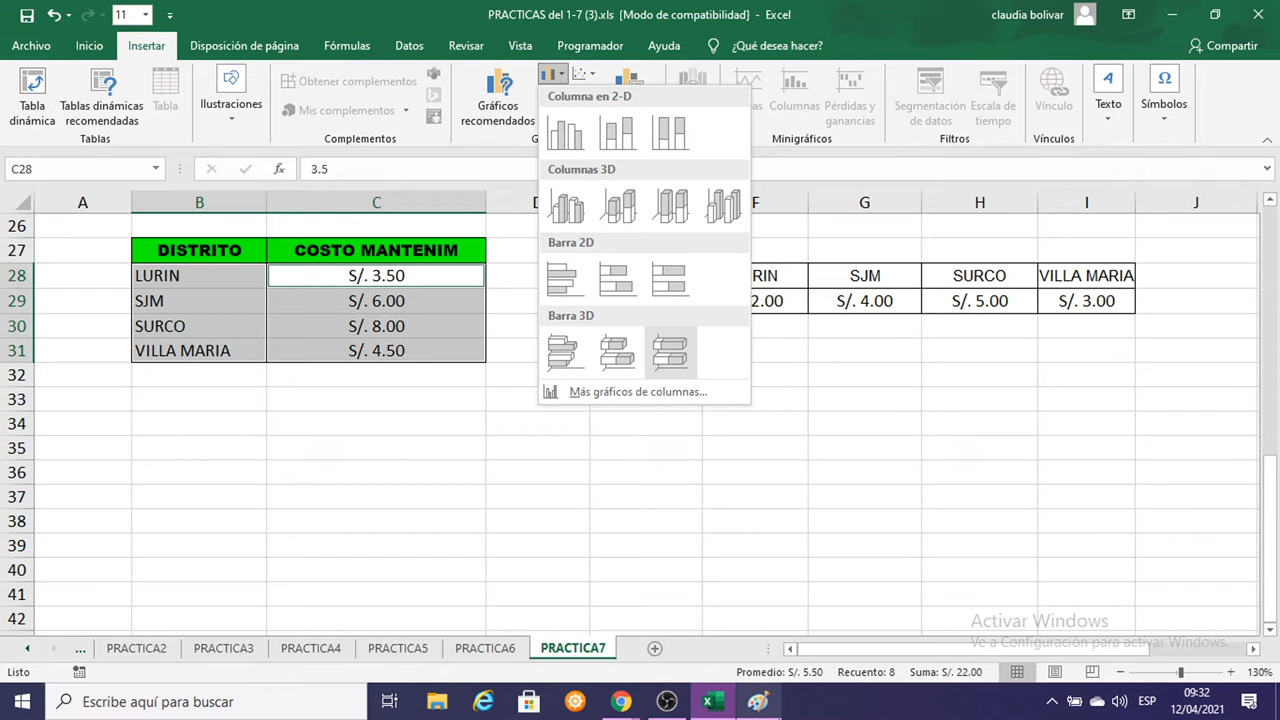 11
PRACTICAS del 1-7 (3).xls [Modo de compatibilidad] - Excel
claudia bolivar
Archivo Inicio Insertar Disposición de página Fórmulas Datos Revisar Vista Programador Ayuda ¿Qué desea hacer? Compartir
Tabla dinámica
Tablas dinámicas recomendadas
Tabla
Tablas
Ilustraciones
Obtener complementos
Mis complementos
Complementos
Gráficos recomendados
Columnas
Pérdidas y ganancias
Minigráficos
Segmentación de datos
Escala de tiempo
Filtros
Vínculo
Vínculos
Texto
Símbolos
Columna en 2-D
Columnas 3D
Barra 2D
Barra 3D
Más gráficos de columnas...
C28 fx 3.5
A B C D F G H I J
26
27 DISTRITO COSTO MANTENIM
28 LURIN S/. 3.50 RIN SJM SURCO VILLA MARIA
29 SJM S/. 6.00 2.00 S/. 4.00 S/. 5.00 S/. 3.00
30 SURCO S/. 8.00
31 VILLA MARIA S/. 4.50
32
33
34
35
36
37
38
39
40
41
42
Activar Windows
Ve a Configuración para activar Windows.
... PRACTICA2 PRACTICA3 PRACTICA4 PRACTICA5 PRACTICA6 PRACTICA7
Listo Promedio: S/. 5.50 Recuento: 8 Suma: S/. 22.00 130%
Escribe aquí para buscar
ESP
09:32
12/04/2021